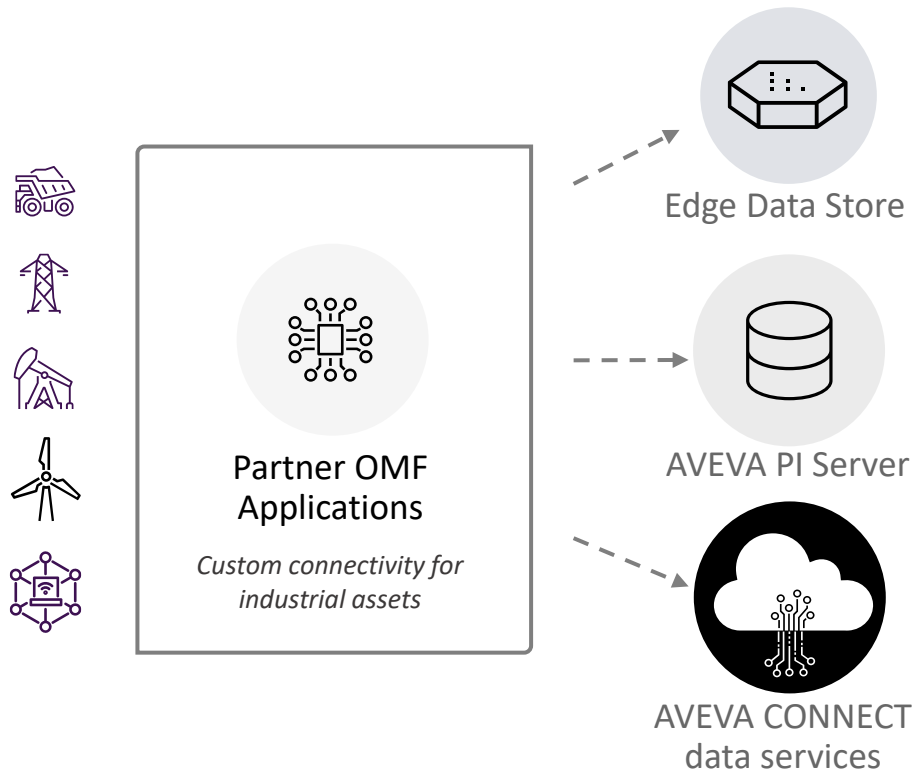 Edge Data Store
Partner OMF
Applications
Custom connectivity for
industrial assets
AVEVA PI Server
AVEVA CONNECT
data services